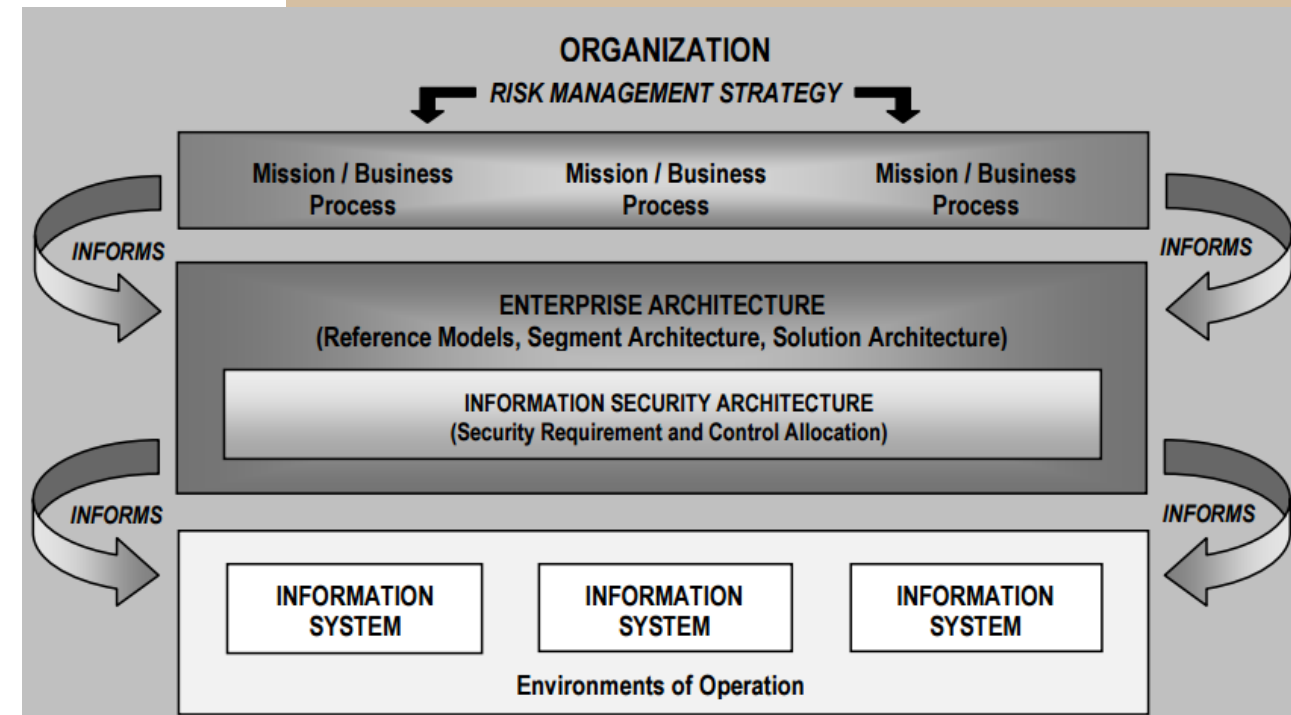 ORGANIZATION
RISK MANAGEMENT STRATEGY
Mission / Business
Process
Mission / Business
Process
Mission / Business
Process
INFORMS
INFORMS
ENTERPRISE ARCHITECTURE
(Reference Models, Segment Architecture, Solution Architecture)
INFORMATION SECURITY ARCHITECTURE
(Security Requirement and Control Allocation)
INFORMS
INFORMS
INFORMATION
SYSTEM
INFORMATION
SYSTEM
INFORMATION
SYSTEM
Environments of Operation